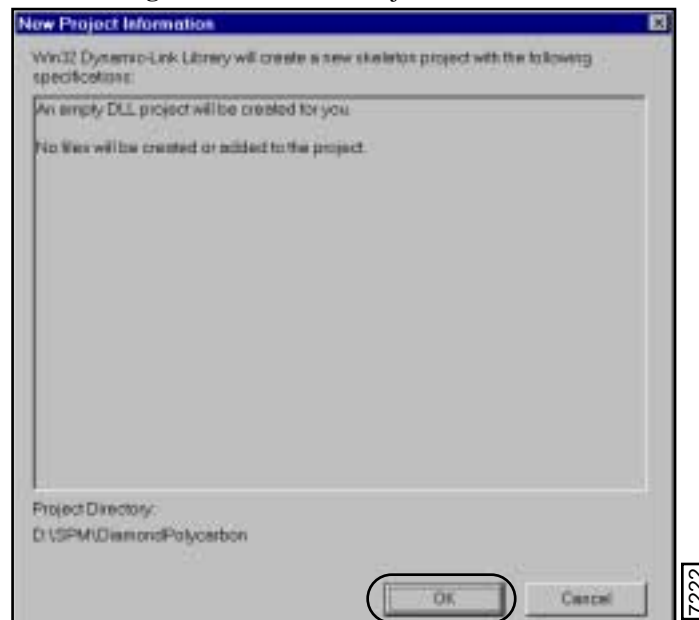 New Project Information
Win32 Dynamic-Link Library will create a new skeleton project with the following
specifications:
An empty DLL project will be created for you.
No files will be created or added to the project.
Project Directory:
D:\SPM\DiamondPolycarbon
OK
Cancel
7222